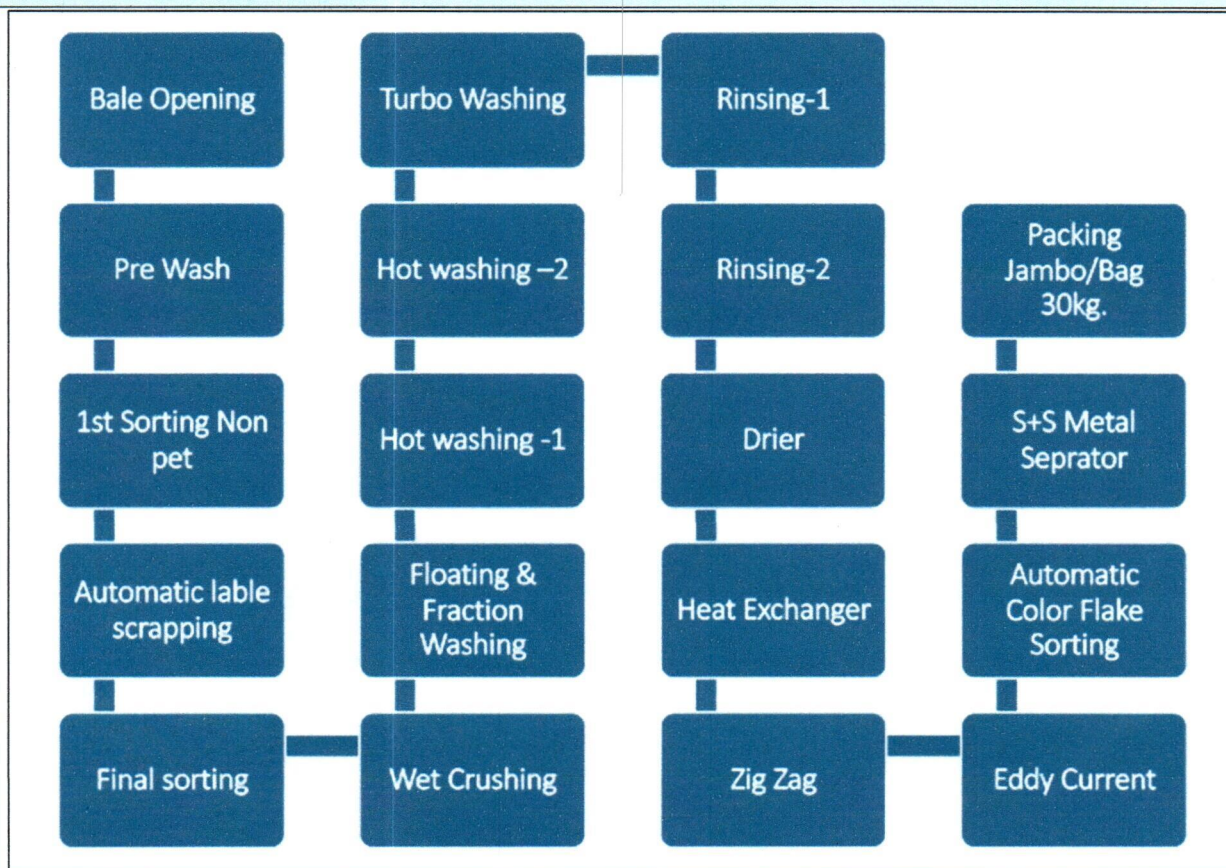 Bale Opening
Pre Wash
1st Sorting Non
pet
Automatic lable
scrapping
Final sorting
Wet Crushing
Floating &
Fraction
Washing
Hot washing -1
Hot washing –2
Turbo Washing
Rinsing-1
Rinsing-2
Drier
Heat Exchanger
Zig Zag
Eddy Current
Automatic
Color Flake
Sorting
S+S Metal
Seprator
Packing
Jambo/Bag
30kg.